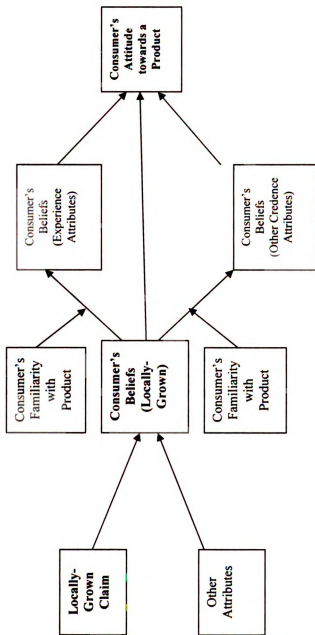 Locally-
Grown
Claim
Other
Attributes
Consumer's
Familiarity
with
Product
Consumer's
Beliefs
(Locally-
Grown)
Consumer's
Familiarity
with
Product
Consumer's
Beliefs
(Experience
Attributes)
Consumer's
Beliefs
(Other Credence
Attributes)
Consumer's
Attitude
towards a
Product